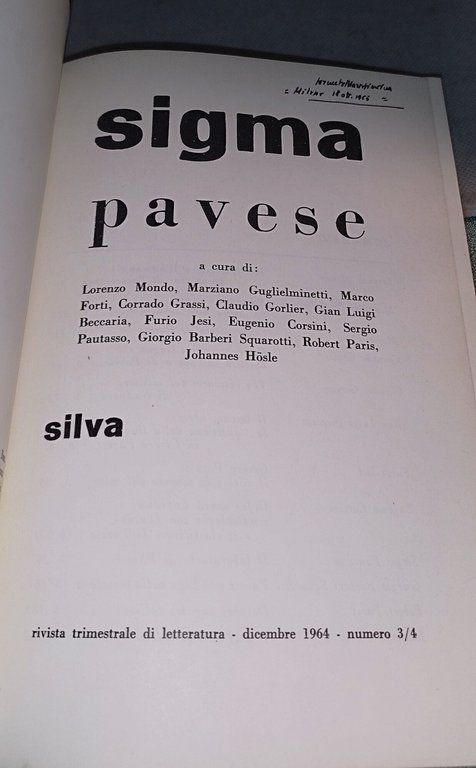 = Milano
sigma
pavese
a cura di:
Lorenzo Mondo, Marziano Guglielminetti, Marco
Forti, Corrado Grassi, Claudio Gorlier, Gian Luigi
Beccaria, Furio Jesi, Eugenio Corsini, Sergio
Pautasso, Giorgio Barberi Squarotti, Robert Paris,
Johannes Hösle
silva
rivista trimestrale di letteratura - dicembre 1964 - numero 3/4